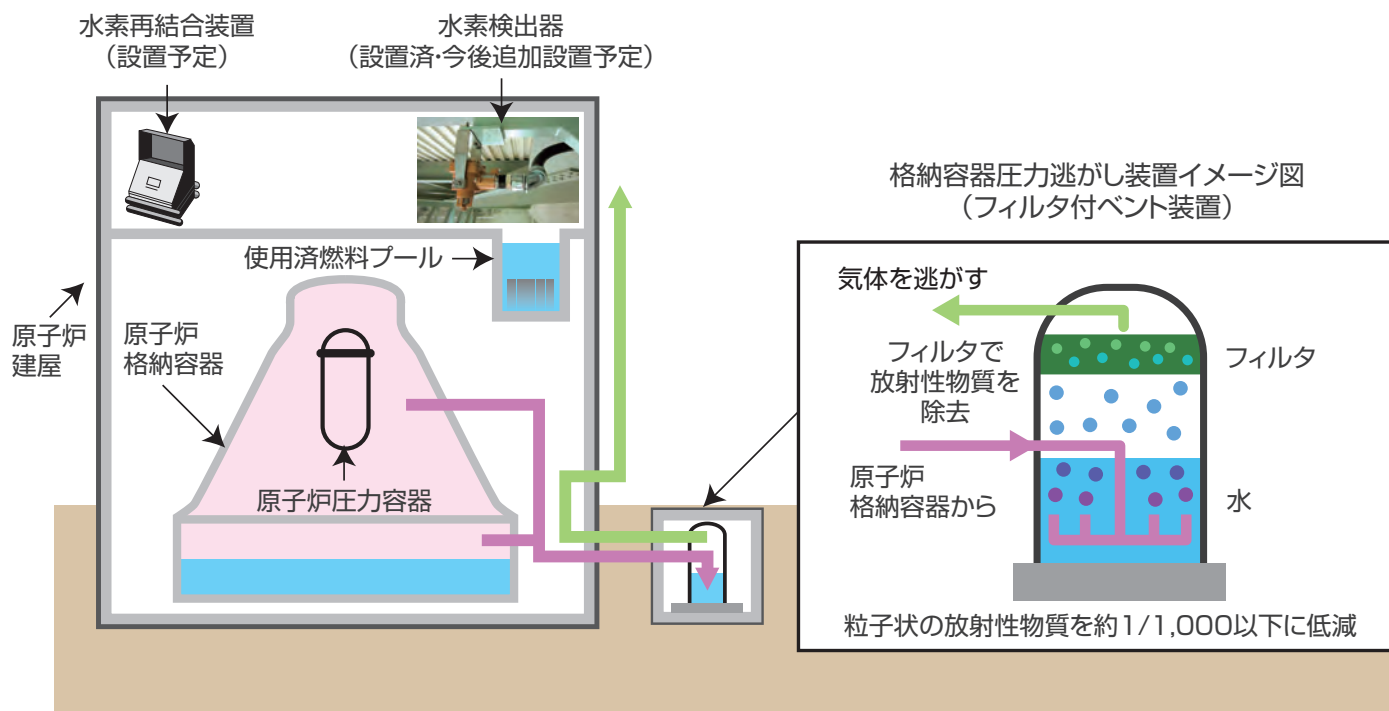 水素再結合装置
（設置予定）
水素検出器
（設置済・今後追加設置予定）
使用済燃料プール
原子炉
建屋
原子炉
格納容器
原子炉圧力容器
格納容器圧力逃がし装置イメージ図
（フィルタ付ベント装置）
気体を逃がす
フィルタで
放射性物質を
除去
フィルタ
原子炉
格納容器から
水
粒子状の放射性物質を約1/1,000以下に低減